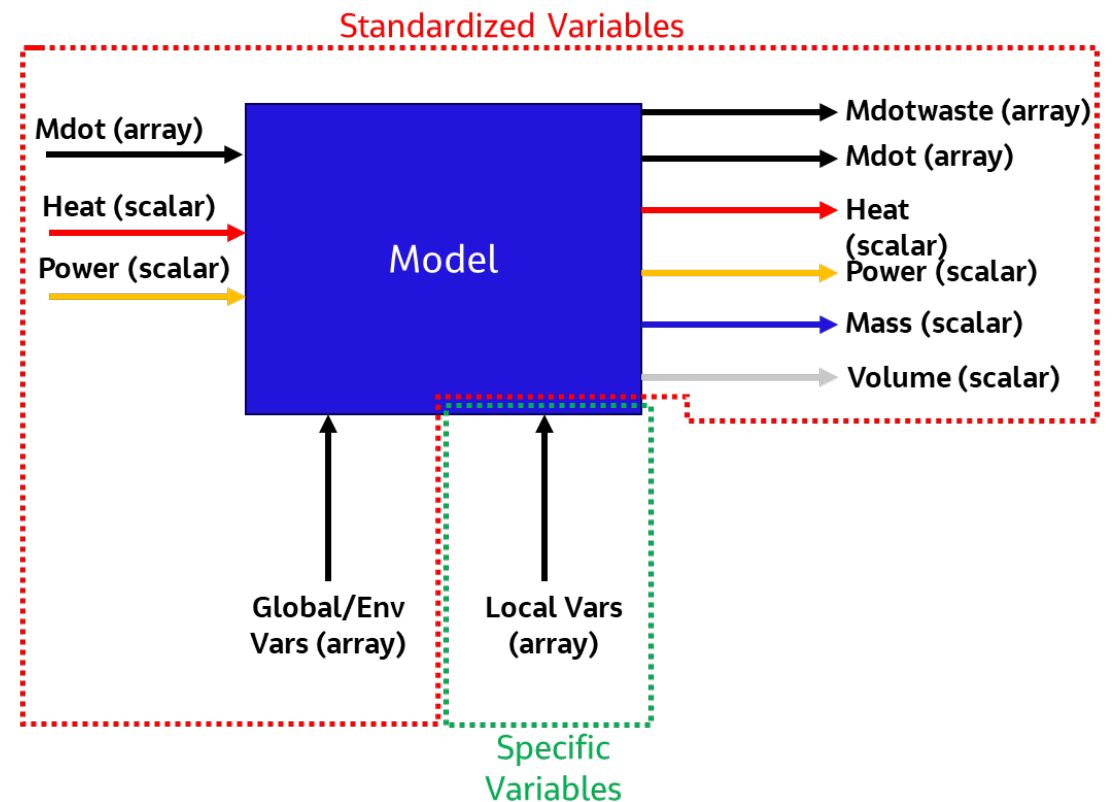 Standardized Variables
Mdot (array)
Heat (scalar)
Power (scalar)
Model
Mdotwaste (array)
Mdot (array)
Heat
(scalar)
Power (scalar)
Mass (scalar)
Volume (scalar)
Global/Env
Vars (array)
Local Vars
(array)
Specific
Variables